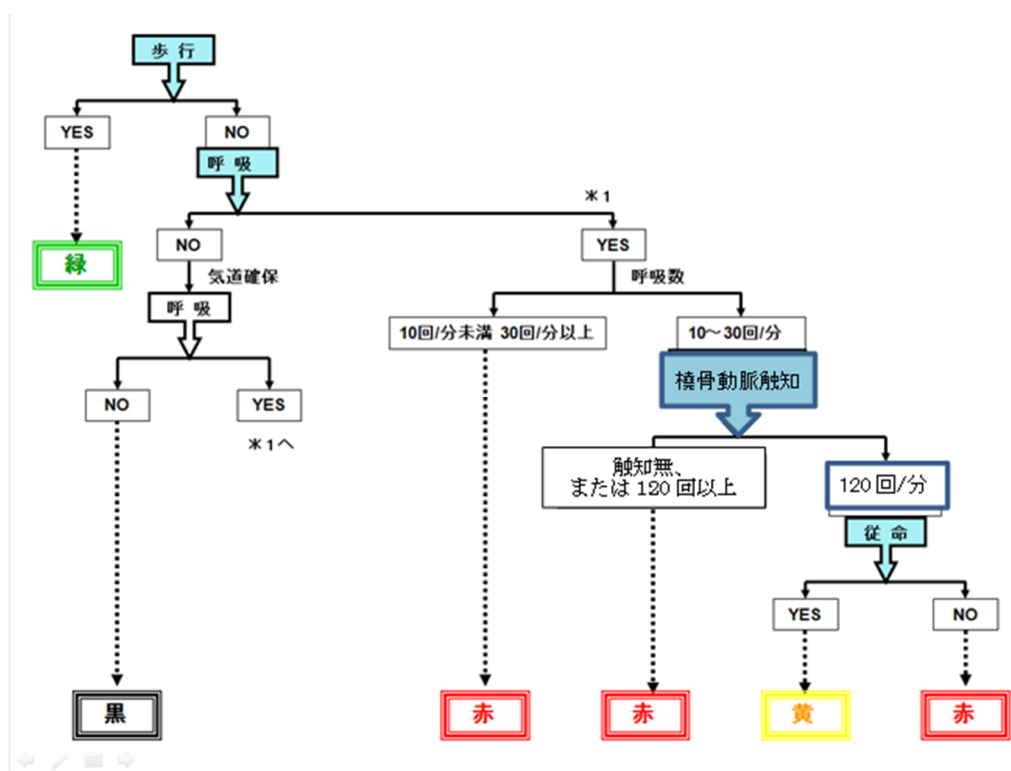 歩 行
YES
NO
呼 吸
＊1
NO
YES
緑
気道確保
呼吸数
呼 吸
10回/分未満 30回/分以上
10～30回/分
橈骨動脈触知
NO
YES
＊1へ
触知無、
または 120 回以上
120 回/分
従 命
YES
NO
黒
赤
赤
黄
赤